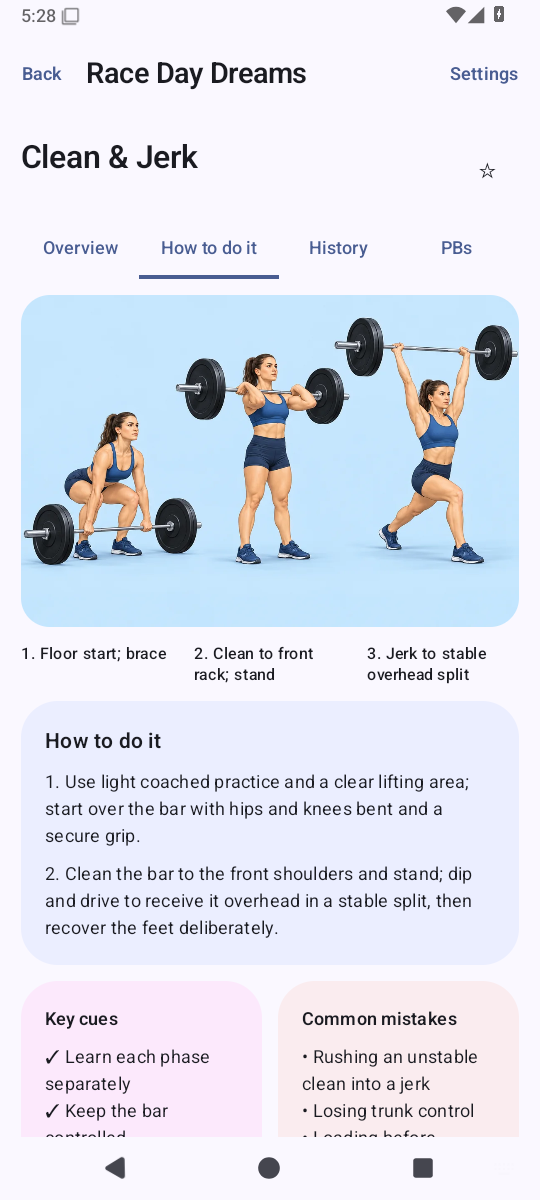 5:28
Back Race Day Dreams Settings
Clean & Jerk
☆
Overview How to do it History PBs
1. Floor start; brace
2. Clean to front
rack; stand
3. Jerk to stable
overhead split
How to do it
1. Use light coached practice and a clear lifting area;
start over the bar with hips and knees bent and a
secure grip.
2. Clean the bar to the front shoulders and stand; dip
and drive to receive it overhead in a stable split, then
recover the feet deliberately.
Key cues
✓ Learn each phase
separately
✓ Keep the bar
controlled
Common mistakes
• Rushing an unstable
clean into a jerk
• Losing trunk control
• Loading before